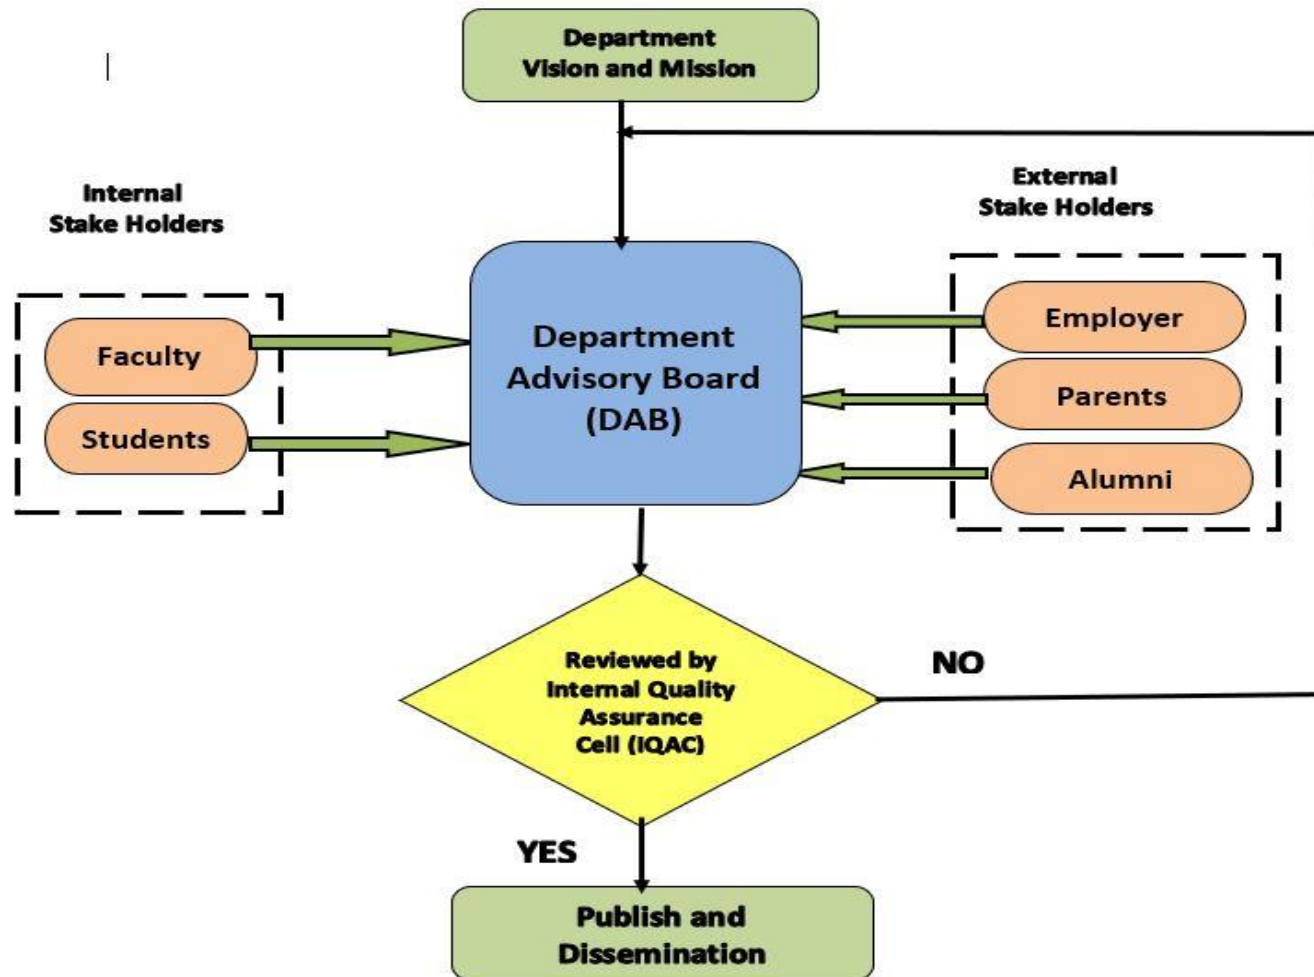 Department
Vision and Mission
Internal
Stake Holders
External
Stake Holders
Faculty
Students
Department
Advisory Board
(DAB)
Employer
Parents
Alumni
Reviewed by
Internal Quality
Assurance
Cell (IQAC)
NO
YES
Publish and
Dissemination